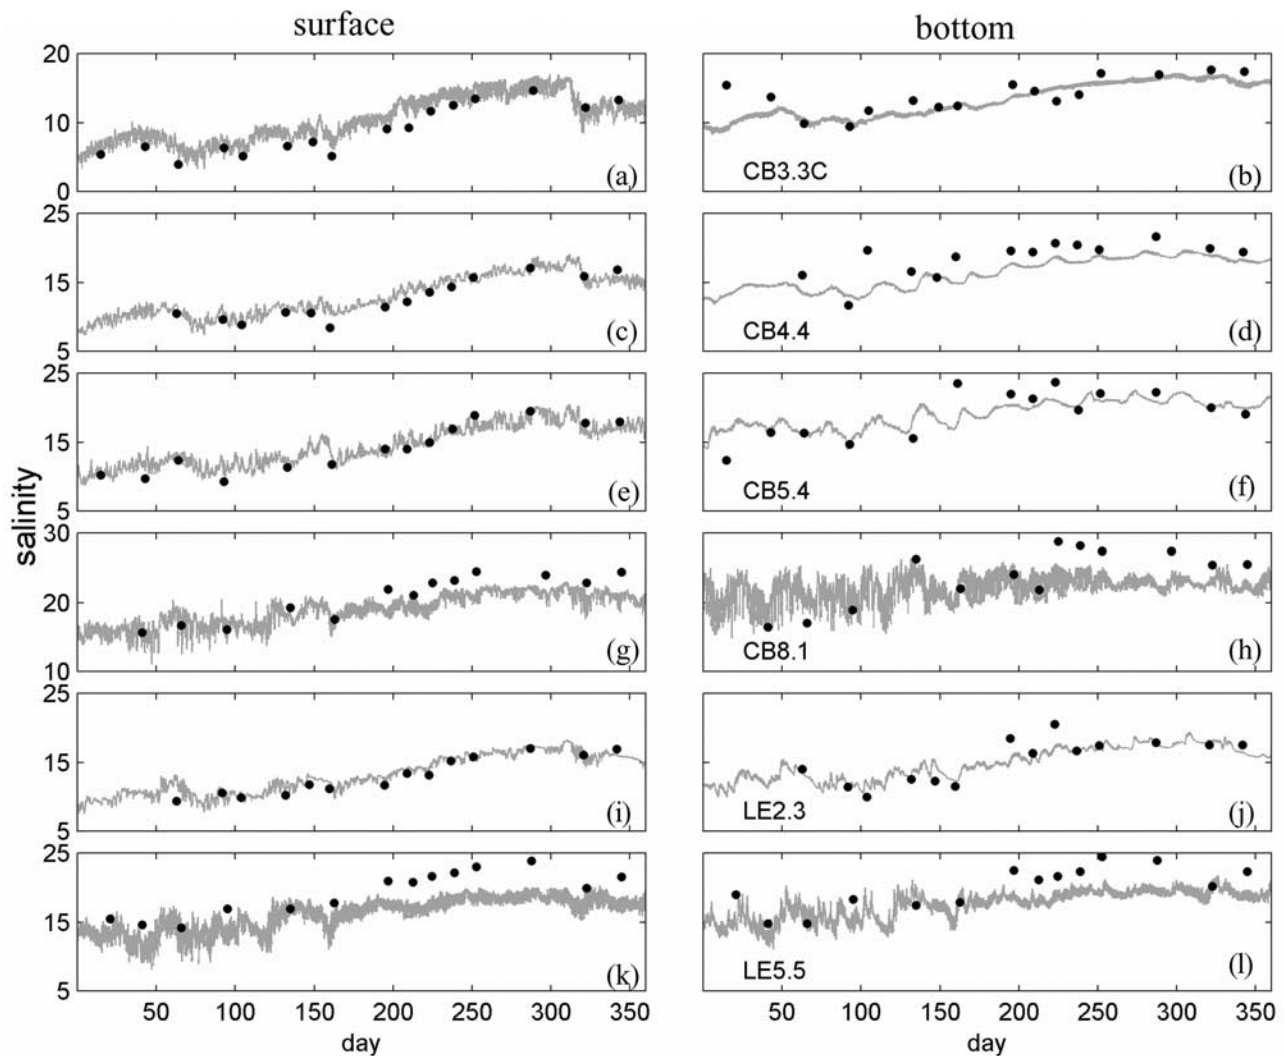 surface bottom
20
10
0
(a)
CB3.3C
(b)
25
15
5
(c)
CB4.4
(d)
25
15
5
(e)
CB5.4
(f)
salinity
30
20
10
(g)
CB8.1
(h)
25
15
5
(i)
LE2.3
(j)
25
15
5
(k)
LE5.5
(l)
50 100 150 200 250 300 350 50 100 150 200 250 300 350
day day